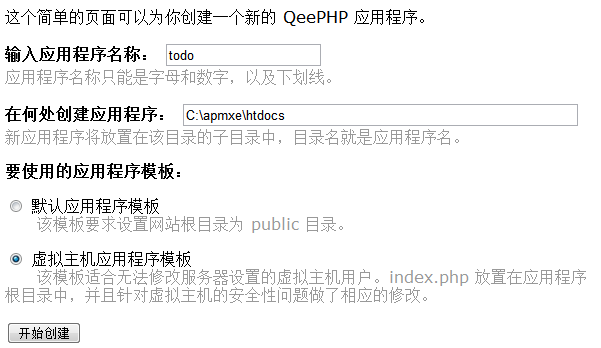 这个简单的页面可以为你创建一个新的 QeePHP 应用程序。
输入应用程序名称： todo
应用程序名称只能是字母和数字，以及下划线。
在何处创建应用程序： C:\apmxe\htdocs
新应用程序将放置在该目录的子目录中，目录名就是应用程序名。
要使用的应用程序模板：
默认应用程序模板
该模板要求设置网站根目录为 public 目录。
虚拟主机应用程序模板
该模板适合无法修改服务器设置的虚拟主机用户。index.php 放置在应用程序
根目录中，并且针对虚拟主机的安全性问题做了相应的修改。
开始创建